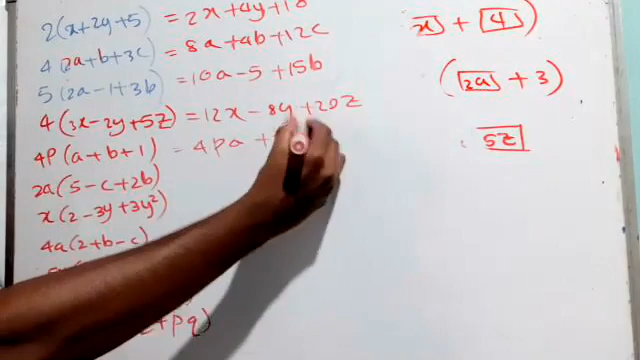 2(x+2y+5) = 2x+4y+10
4(2a+b+3c) = 8a+4b+12c
5(2a-1+3b) = 10a-5+15b
4(3x-2y+5z) = 12x-8y+20z
4P(a+b+1) = 4pa+
2a(5-c+2b)
x(2-3y+3y²)
4a(2+b-c)
+pq)
x + 4)
(2a + 3)
5z